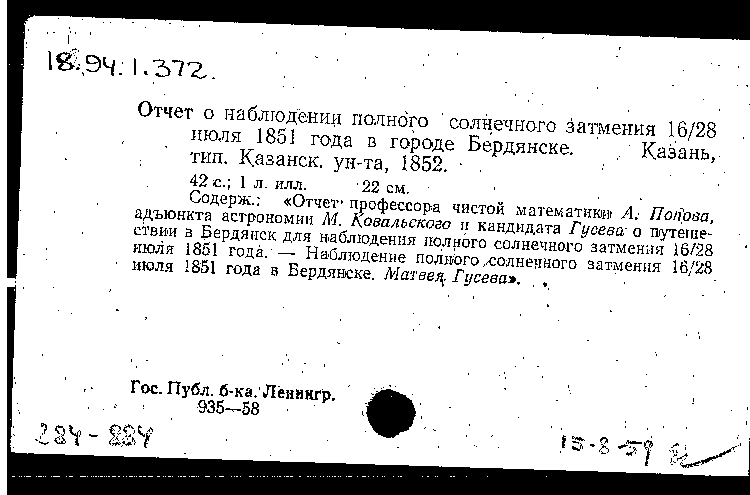 18.94.1.372.
Отчет о наблюдении полного солнечного затмения 16/28
июля 1851 года в городе Бердянске. Казань,
тип. Казанск. ун-та, 1852.
42 с.; 1 л. илл. 22 см.
Содерж.: «Отчет профессора чистой математики А. Попова,
адъюнкта астрономии М. Ковальского и кандидата Гусева о путеше-
ствии в Бердянск для наблюдения полного солнечного затмения 16/28
июля 1851 года. — Наблюдение полного солнечного затмения 16/28
июля 1851 года в Бердянске. Матвея Гусева».
Гос. Публ. б-ка. Ленингр.
935—58
284-884
15-8-59